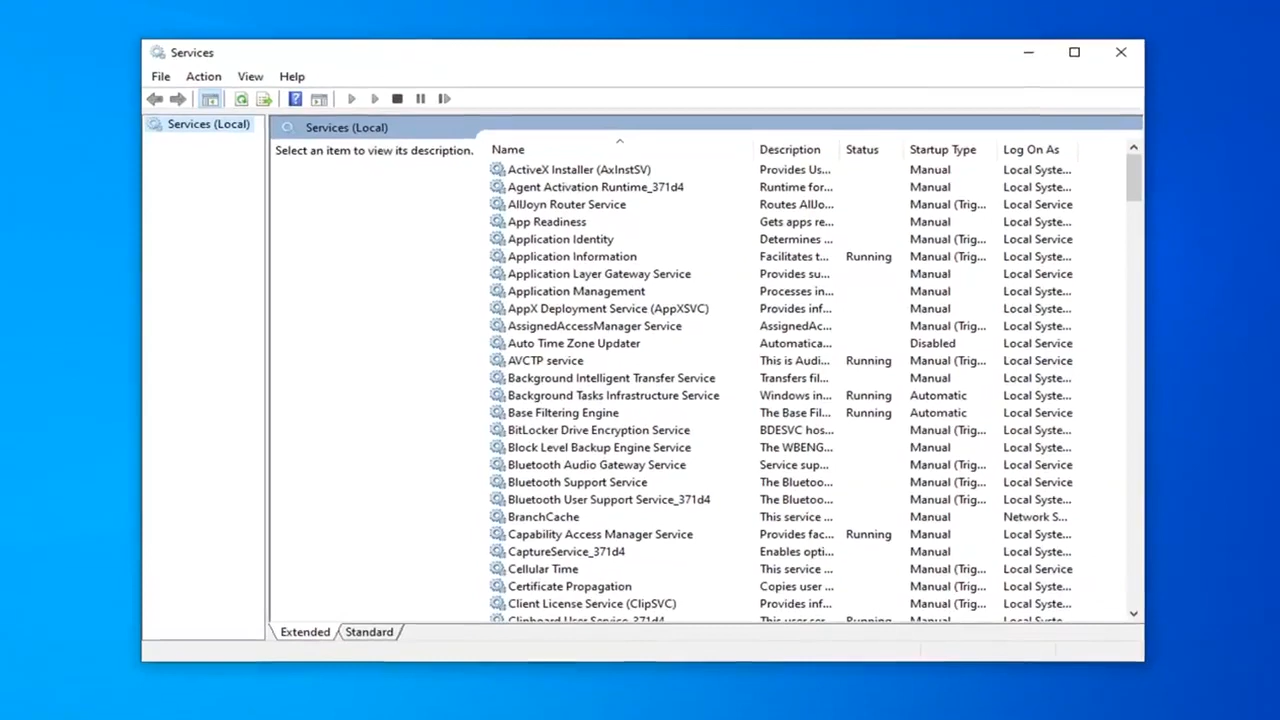 Services
File Action View Help
Services (Local)
Services (Local)
Select an item to view its description.
Name Description Status Startup Type Log On As
ActiveX Installer (AxInstSV) Provides Us... Manual Local Syste...
Agent Activation Runtime_371d4 Runtime for... Manual Local Syste...
AllJoyn Router Service Routes AllJo... Manual (Trig... Local Service
App Readiness Gets apps re... Manual Local Syste...
Application Identity Determines ... Manual (Trig... Local Service
Application Information Facilitates t... Running Manual (Trig... Local Syste...
Application Layer Gateway Service Provides su... Manual Local Service
Application Management Processes in... Manual Local Syste...
AppX Deployment Service (AppXSVC) Provides inf... Manual Local Syste...
AssignedAccessManager Service AssignedAc... Manual (Trig... Local Syste...
Auto Time Zone Updater Automatica... Disabled Local Service
AVCTP service This is Audi... Running Manual (Trig... Local Service
Background Intelligent Transfer Service Transfers fil... Manual Local Syste...
Background Tasks Infrastructure Service Windows in... Running Automatic Local Syste...
Base Filtering Engine The Base Fil... Running Automatic Local Service
BitLocker Drive Encryption Service BDESVC hos... Manual (Trig... Local Syste...
Block Level Backup Engine Service The WBENG... Manual Local Syste...
Bluetooth Audio Gateway Service Service sup... Manual (Trig... Local Service
Bluetooth Support Service The Bluetoo... Manual (Trig... Local Service
Bluetooth User Support Service_371d4 The Bluetoo... Manual (Trig... Local Syste...
BranchCache This service ... Manual Network S...
Capability Access Manager Service Provides fac... Running Manual Local Syste...
CaptureService_371d4 Enables opti... Manual Local Syste...
Cellular Time This service ... Manual (Trig... Local Service
Certificate Propagation Copies user ... Manual (Trig... Local Syste...
Client License Service (ClipSVC) Provides inf... Manual (Trig... Local Syste...
Clipboard User Service_371d4 This user ser... Running Manual Local Syste...
Extended Standard